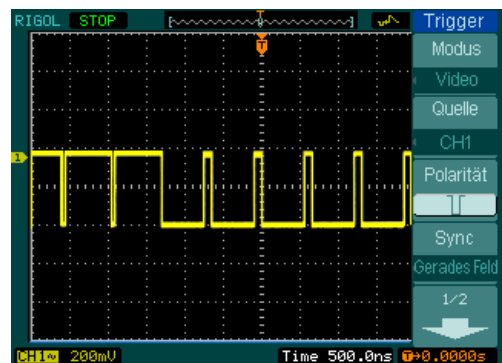 RIGOL STOP
T
T
Trigger
Modus
Video
Quelle
CH1
Polarität
Sync
Gerades Feld
1/2
1
CH1~ 200mV Time 500.0ns T→0.0000s